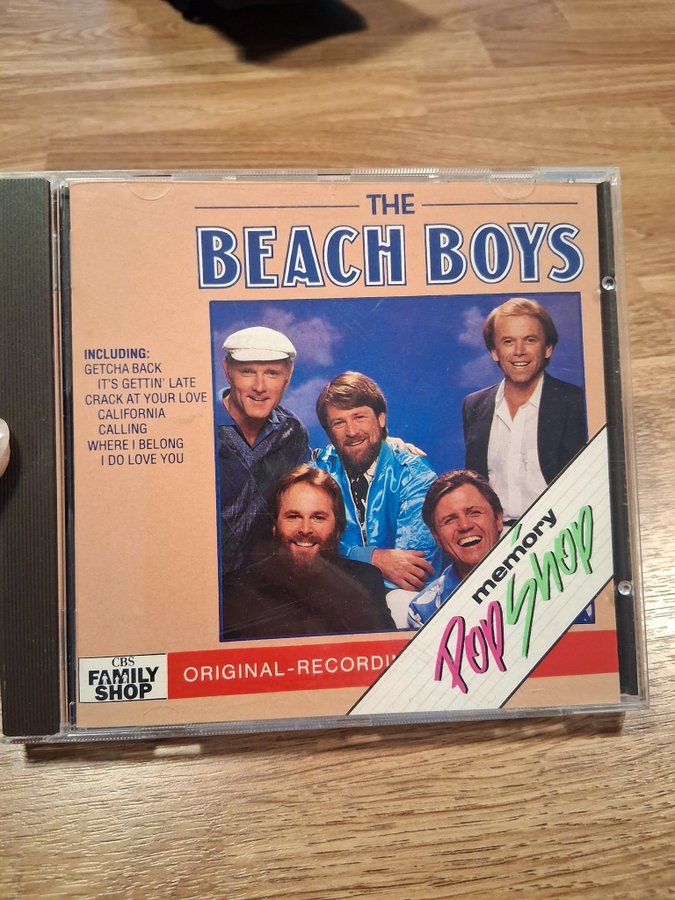 THE
BEACH BOYS
INCLUDING:
GETCHA BACK
IT'S GETTIN' LATE
CRACK AT YOUR LOVE
CALIFORNIA
CALLING
WHERE I BELONG
I DO LOVE YOU
memory
Pop Shop
CBS
FAMILY
SHOP
ORIGINAL-RECORDIN